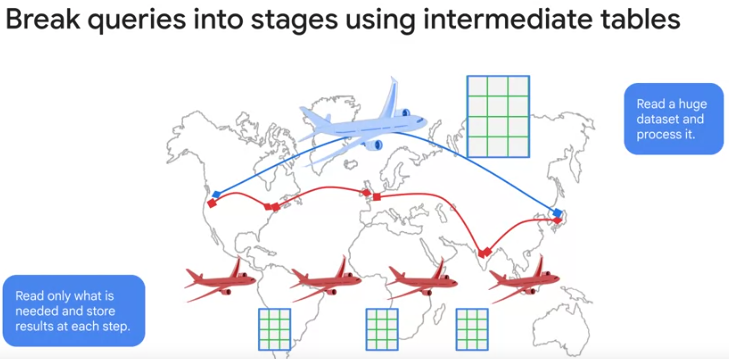 Break queries into stages using intermediate tables
Read a huge
dataset and
process it.
Read only what is
needed and store
results at each step.